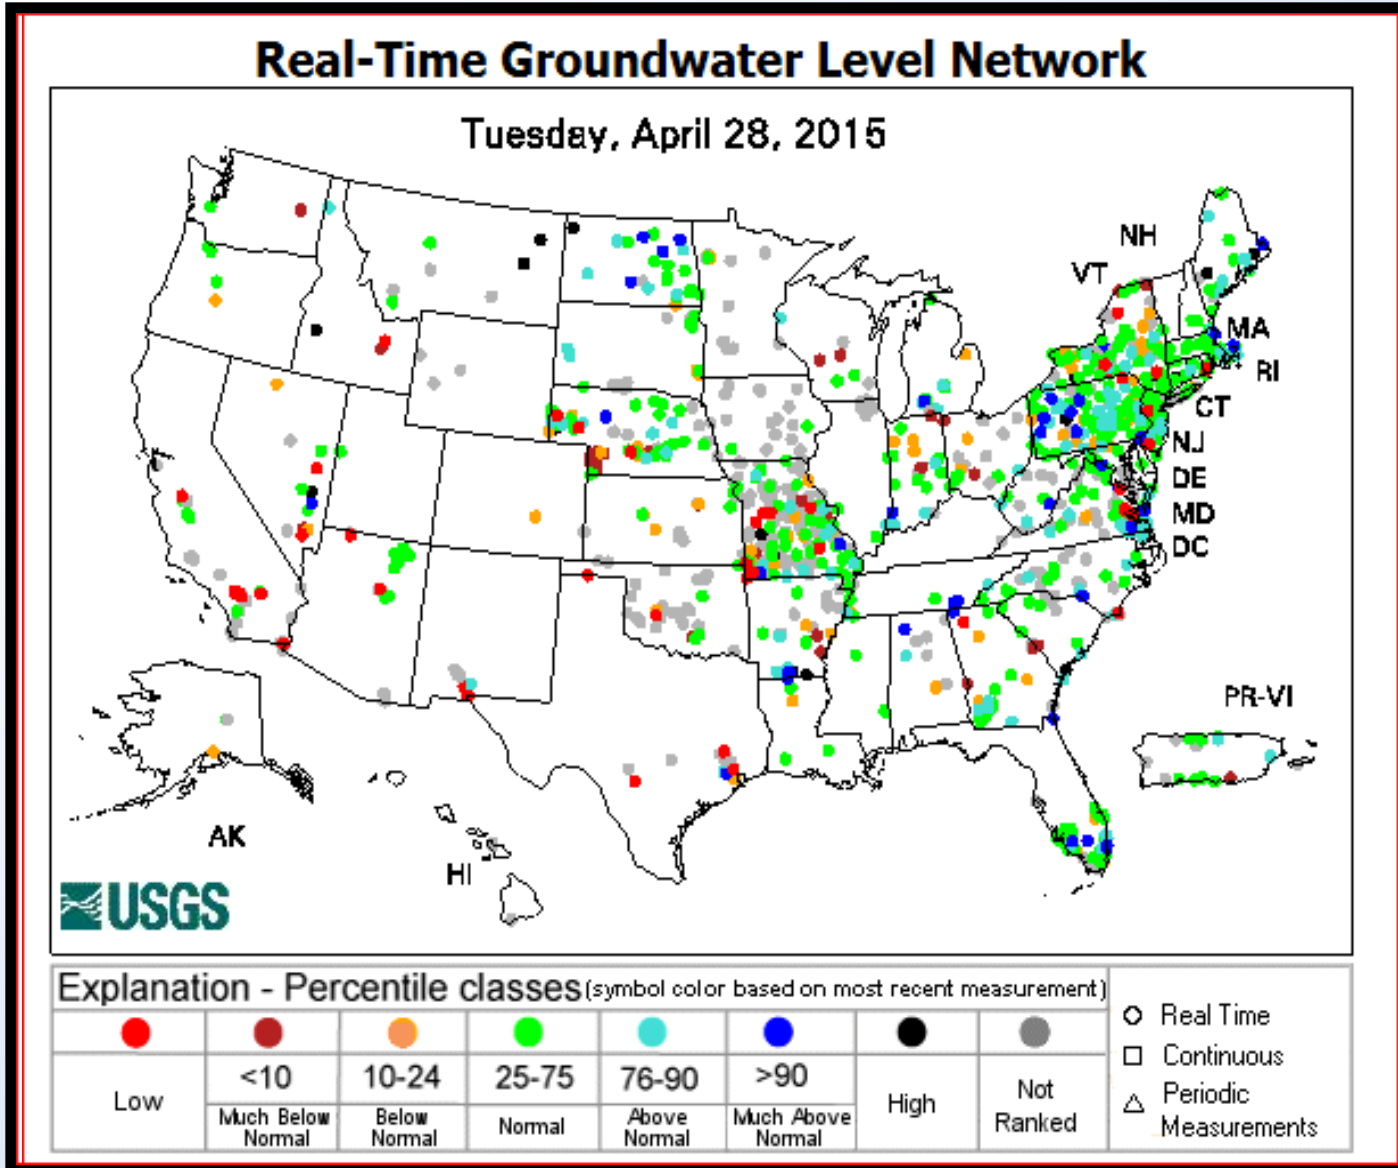 Real-Time Groundwater Level Network
Tuesday, April 28, 2015
NH
VT
MA
RI
CT
NJ
DE
MD
DC
PR-VI
AK
HI
USGS
Explanation - Percentile classes (symbol color based on most recent measurement)
Low
<10
Much Below
Normal
10-24
Below
Normal
25-75
Normal
76-90
Above
Normal
>90
Much Above
Normal
High
Not
Ranked
Real Time
Continuous
Periodic
Measurements